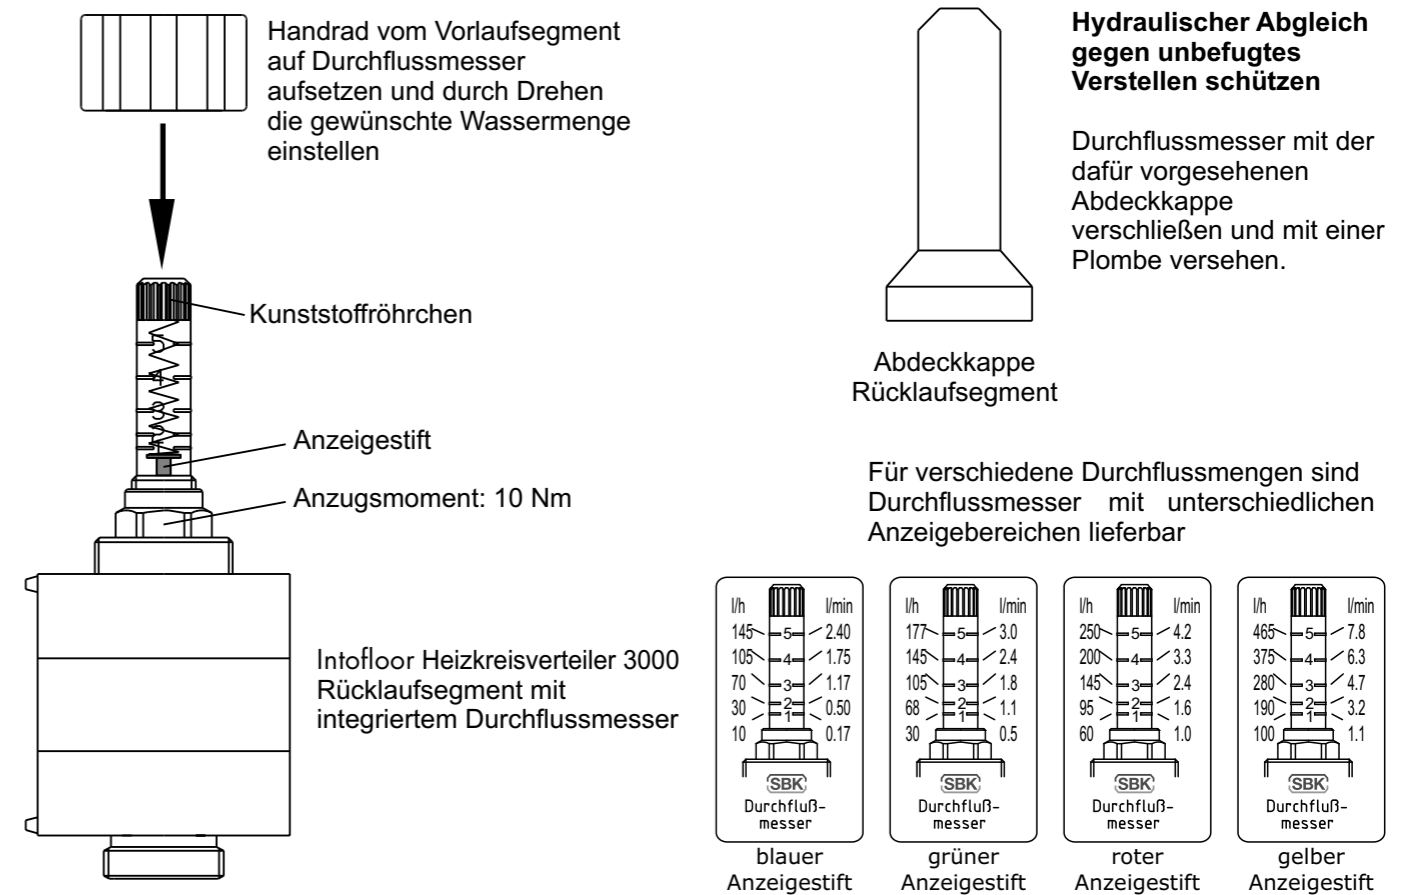 Handrad vom Vorlaufsegment
auf Durchflussmesser
aufsetzen und durch Drehen
die gewünschte Wassermenge
einstellen
Kunststoffröhrchen
5
4
3
2
1
Anzeigestift
Anzugsmoment: 10 Nm
Intofloor Heizkreisverteiler 3000
Rücklaufsegment mit
integriertem Durchflussmesser
Abdeckkappe
Rücklaufsegment
Hydraulischer Abgleich
gegen unbefugtes
Verstellen schützen
Durchflussmesser mit der
dafür vorgesehenen
Abdeckkappe
verschließen und mit einer
Plombe versehen.
Für verschiedene Durchflussmengen sind
Durchflussmesser mit unterschiedlichen
Anzeigebereichen lieferbar
l/h l/min
145 5 2.40
105 4 1.75
70 3 1.17
30 2 0.50
10 1 0.17
SBK
Durchfluß-
messer
blauer
Anzeigestift
l/h l/min
177 5 3.0
145 4 2.4
105 3 1.8
68 2 1.1
30 1 0.5
SBK
Durchfluß-
messer
grüner
Anzeigestift
l/h l/min
250 5 4.2
200 4 3.3
145 3 2.4
95 2 1.6
60 1 1.0
SBK
Durchfluß-
messer
roter
Anzeigestift
l/h l/min
465 5 7.8
375 4 6.3
280 3 4.7
190 2 3.2
100 1 1.1
SBK
Durchfluß-
messer
gelber
Anzeigestift